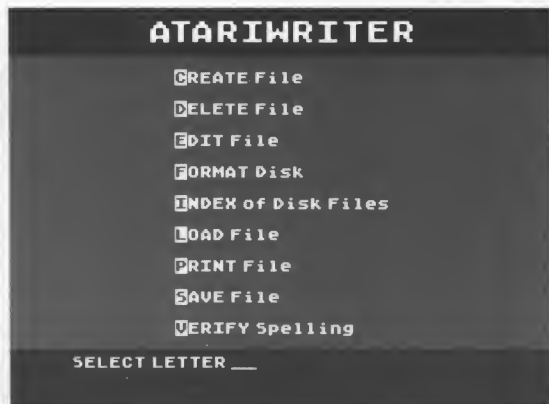 ATARIWRITER
CREATE File
DELETE File
EDIT File
FORMAT Disk
INDEX of Disk Files
LOAD File
PRINT File
SAVE File
VERIFY Spelling
SELECT LETTER __